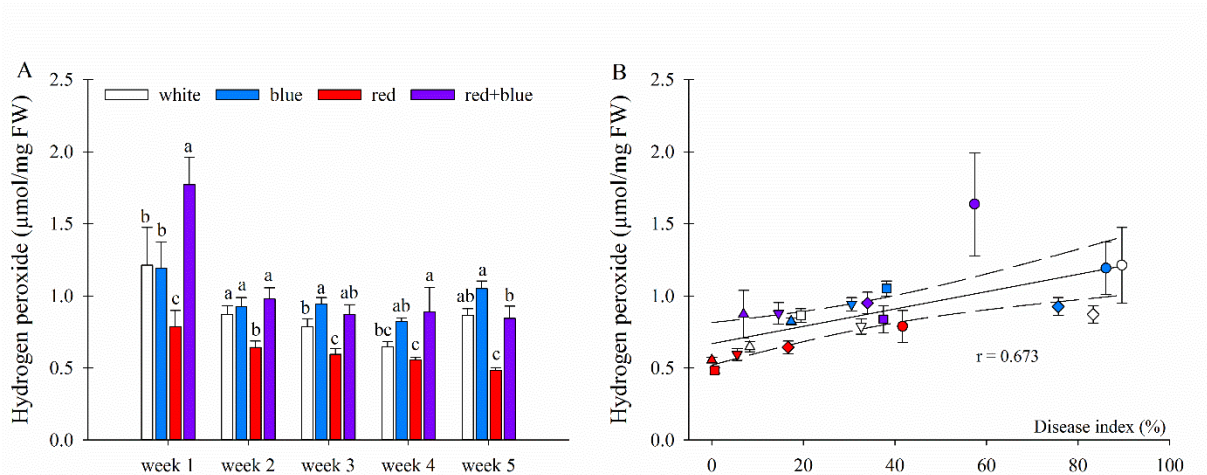 A
Hydrogen peroxide (µmol/mg FW)
2.5
2.0
1.5
1.0
0.5
0.0
white blue red red+blue
b b c a
a a b a
b a c ab
bc ab c a
ab a c b
week 1 week 2 week 3 week 4 week 5
B
Hydrogen peroxide (µmol/mg FW)
2.5
2.0
1.5
1.0
0.5
0.0
r = 0.673
Disease index (%)
0 20 40 60 80 100